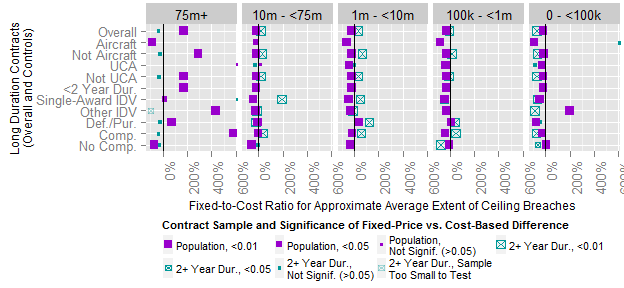 75m+ 10m - <75m 1m - <10m 100k - <1m 0 - <100k
Long Duration Contracts
(Overall and Controls)
Overall
Aircraft
Not Aircraft
UCA
Not UCA
<2 Year Dur.
Single-Award IDV
Other IDV
Def./Pur.
Comp.
No Comp.
0% 200% 400% 600% 0% 200% 400% 600% 0% 200% 400% 600% 0% 200% 400% 600% 0% 200% 400% 600%
Fixed-to-Cost Ratio for Approximate Average Extent of Ceiling Breaches
Contract Sample and Significance of Fixed-Price vs. Cost-Based Difference
Population, <0.01
Population, <0.05
Population,
Not Signif. (>0.05)
2+ Year Dur., <0.01
2+ Year Dur., <0.05
2+ Year Dur.,
Not Signif. (>0.05)
2+ Year Dur., Sample
Too Small to Test